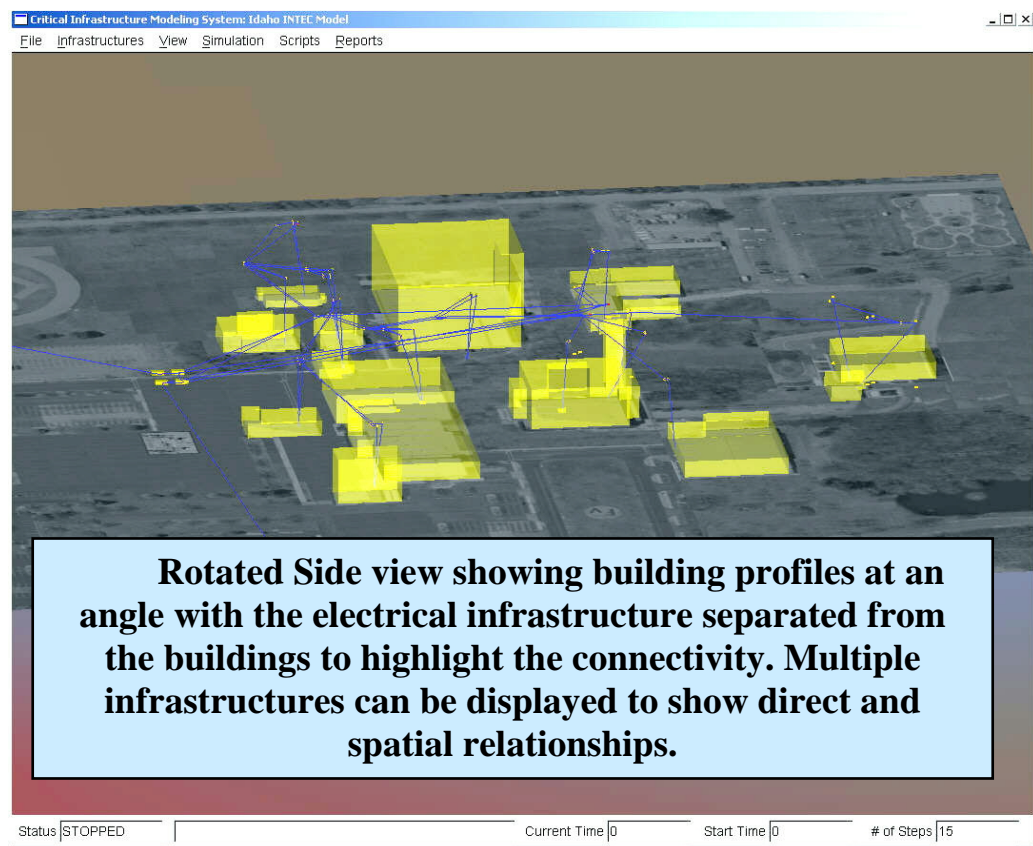 Critical Infrastructure Modeling System: Idaho INTEC Model
File Infrastructures View Simulation Scripts Reports
Rotated Side view showing building profiles at an
angle with the electrical infrastructure separated from
the buildings to highlight the connectivity. Multiple
infrastructures can be displayed to show direct and
spatial relationships.
Status STOPPED Current Time 0 Start Time 0 # of Steps 15